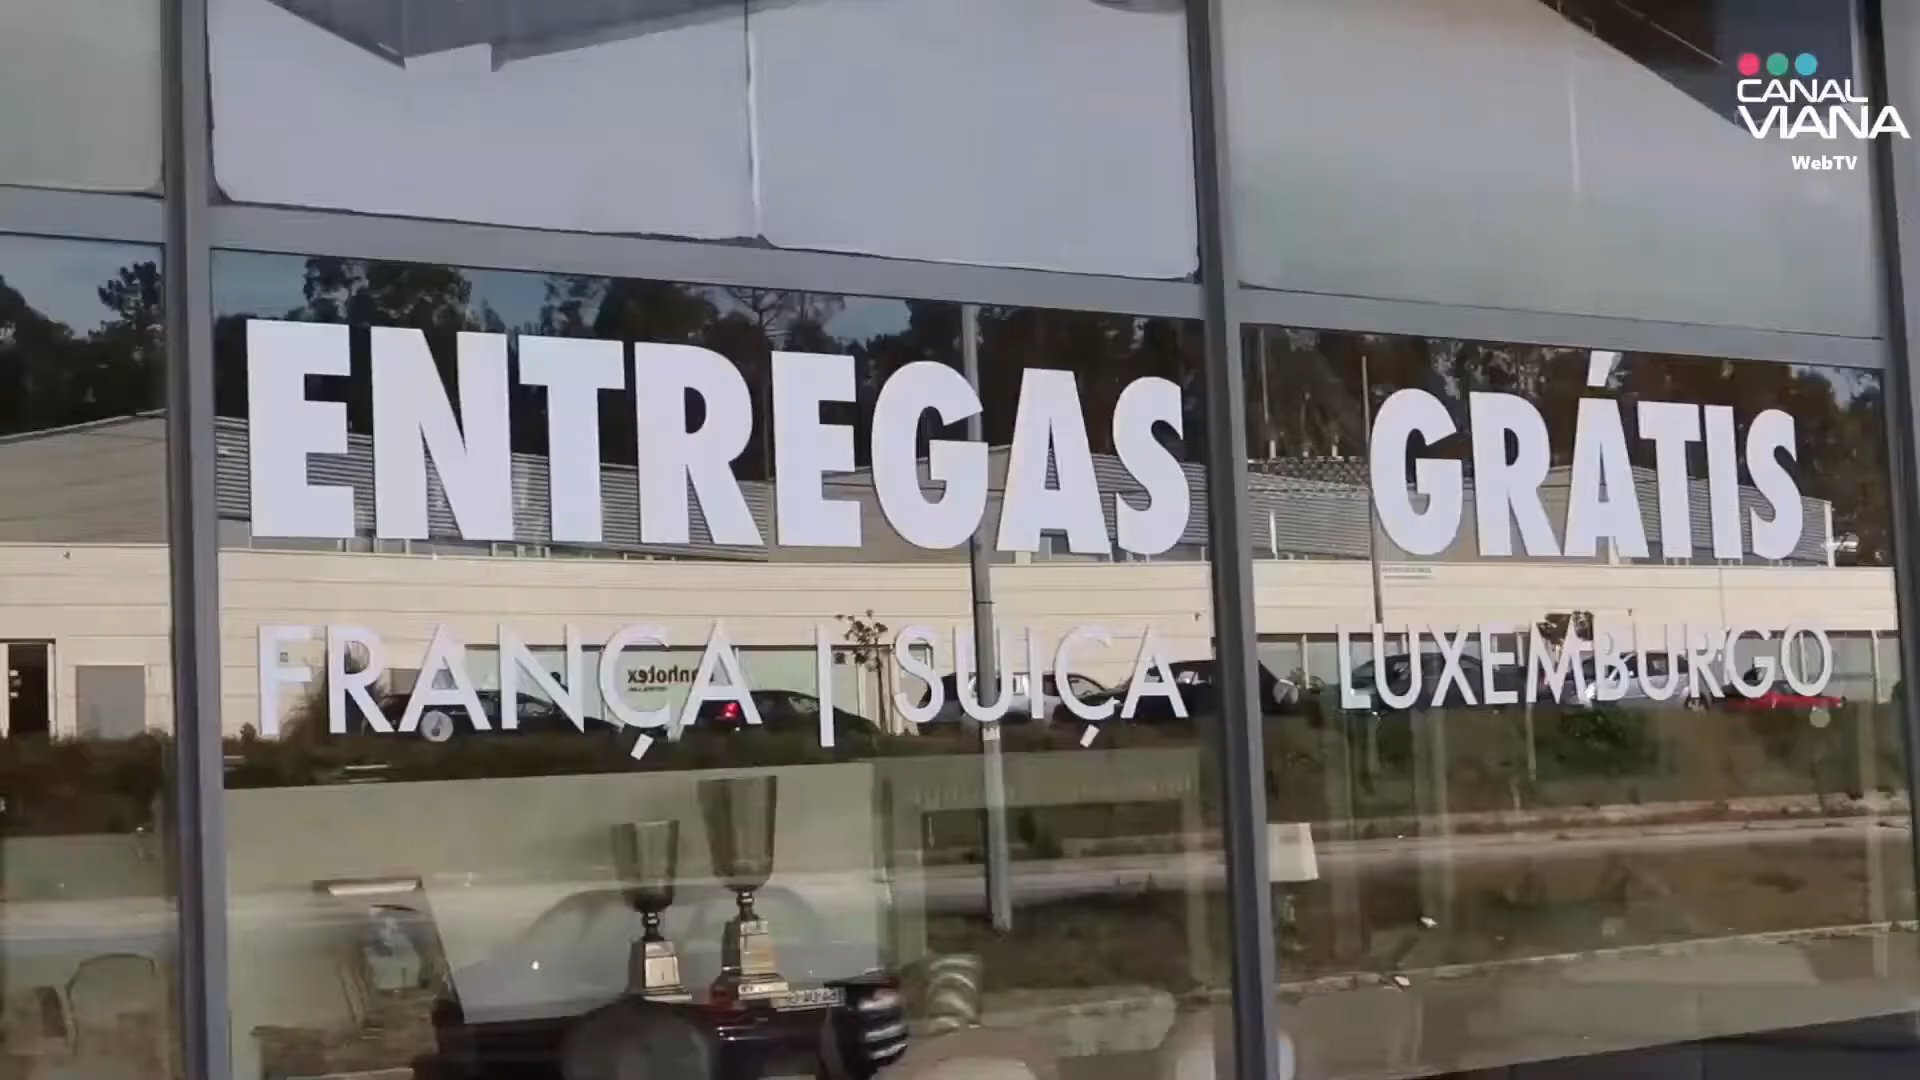 CANAL
VIANA
WebTV
ENTREGAS GRÁTIS
FRANÇA | SUIÇA LUXEMBURGO